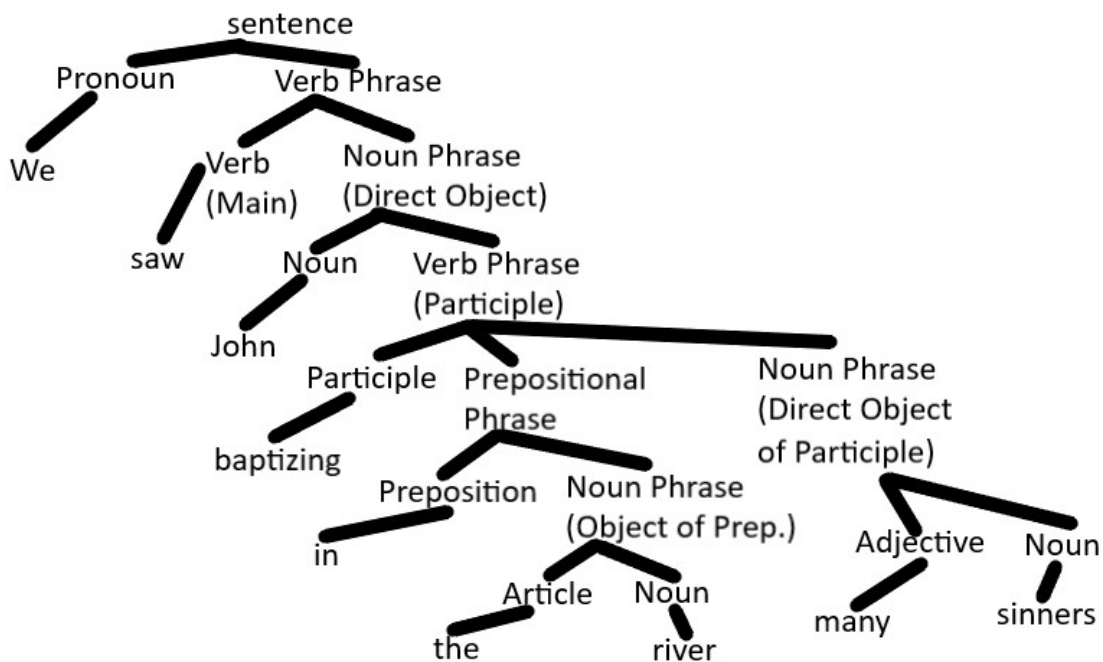 sentence
Pronoun
Verb Phrase
We
Verb
(Main)
Noun Phrase
(Direct Object)
saw
Noun
Verb Phrase
(Participle)
John
Participle
Prepositional
Phrase
Noun Phrase
(Direct Object
of Participle)
baptizing
Preposition
Noun Phrase
(Object of Prep.)
Adjective
Noun
in
Article
Noun
many
sinners
the
river